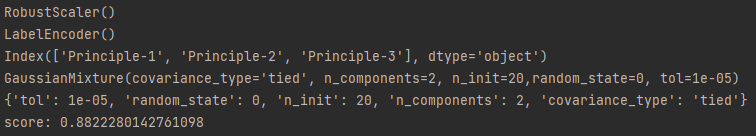 RobustScaler()
LabelEncoder()
Index(['Principle-1', 'Principle-2', 'Principle-3'], dtype='object')
GaussianMixture(covariance_type='tied', n_components=2, n_init=20,random_state=0, tol=1e-05)
{'tol': 1e-05, 'random_state': 0, 'n_init': 20, 'n_components': 2, 'covariance_type': 'tied'}
score: 0.8822280142761098